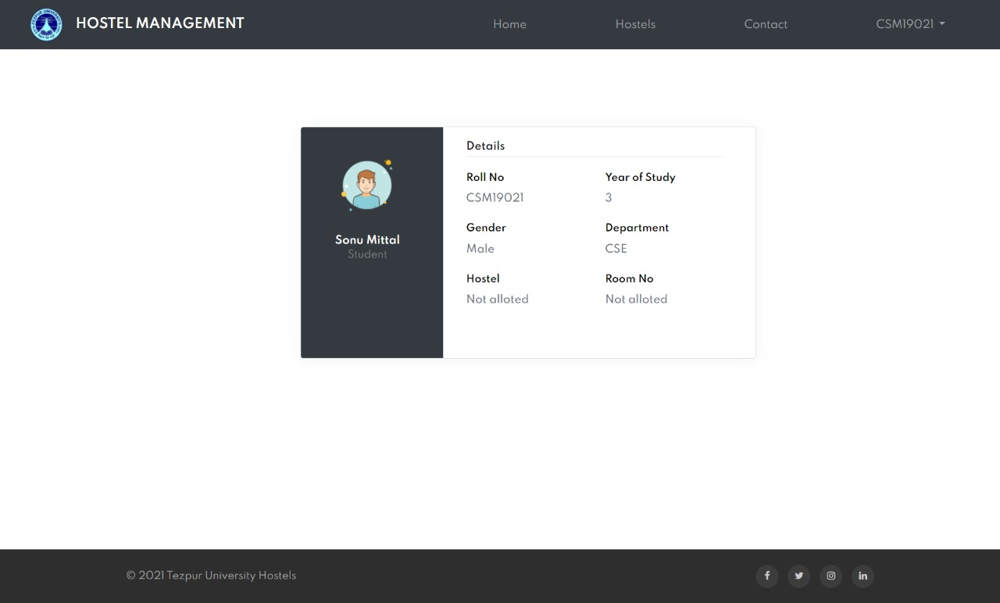 HOSTEL MANAGEMENT
Home
Hostels
Contact
CSM19021
Details
Roll No
Year of Study
CSM19021
3
Gender
Department
Male
CSE
Hostel
Room No
Not alloted
Not alloted
Sonu Mittal
Student
© 2021 Tezpur University Hostels